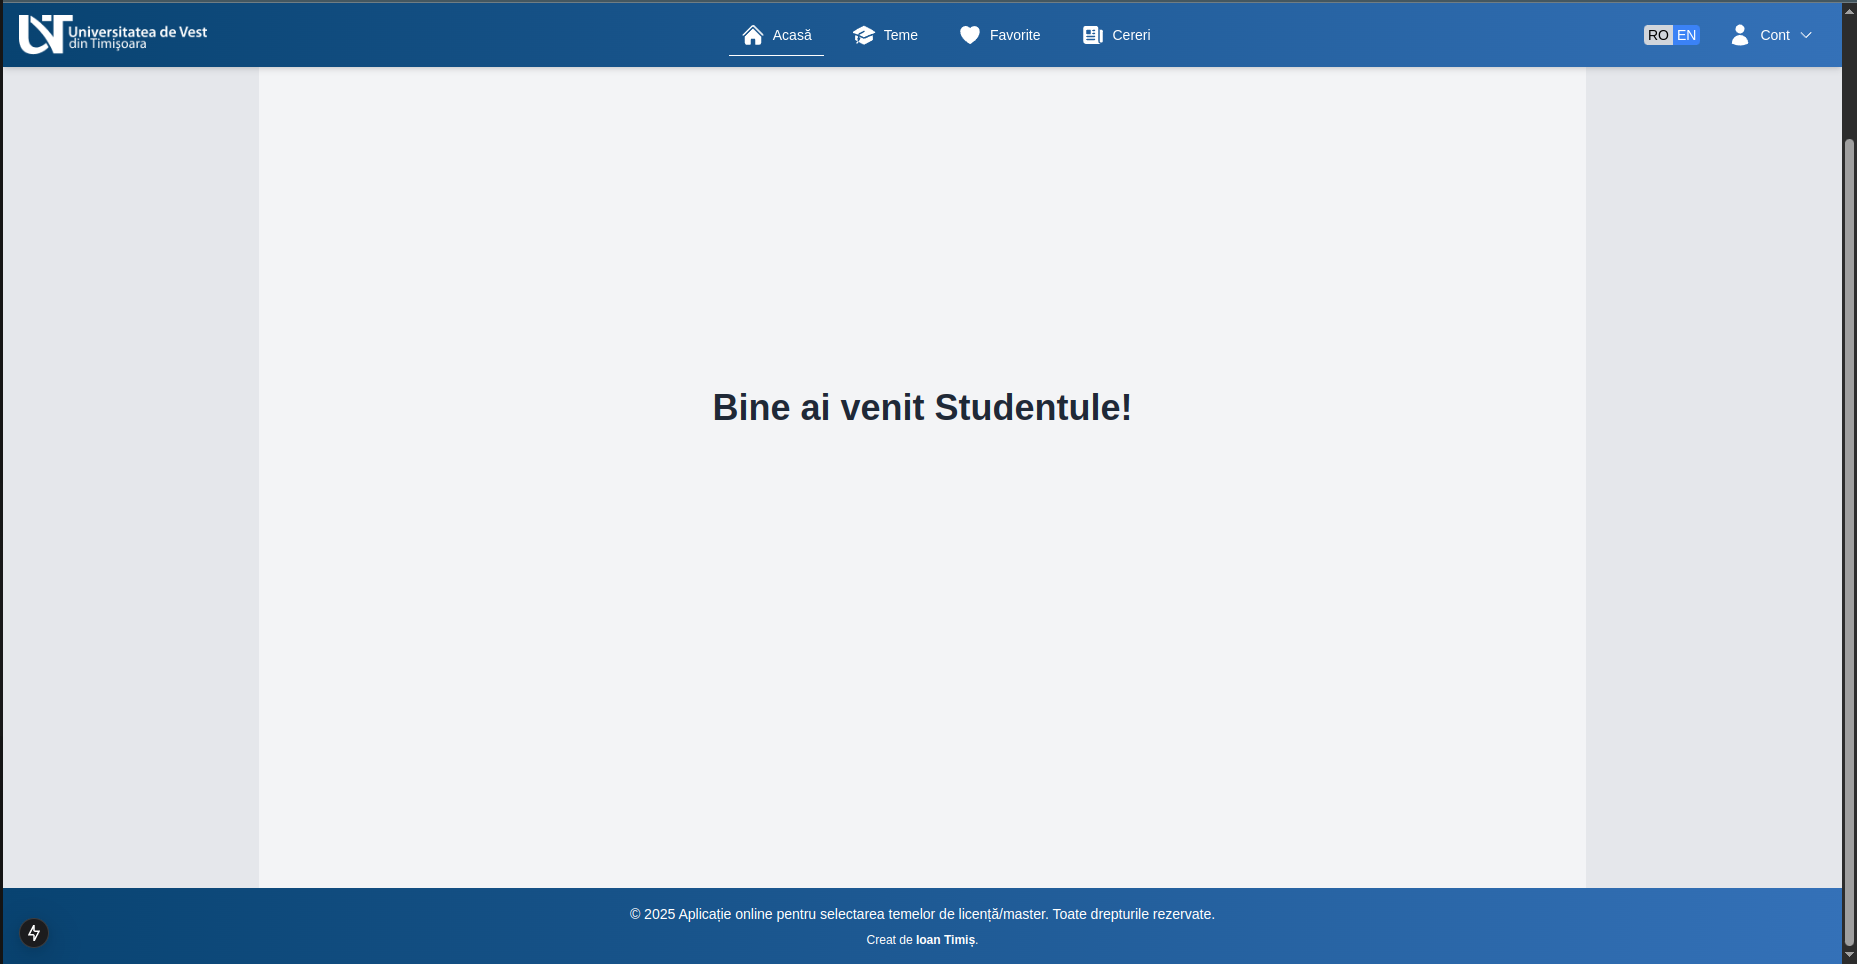 Universitatea de Vest
din Timișoara
Acasă
Teme
Favorite
Cereri
RO EN
Cont
Bine ai venit Studentule!
© 2025 Aplicație online pentru selectarea temelor de licență/master. Toate drepturile rezervate.
Creat de Ioan Timiș.